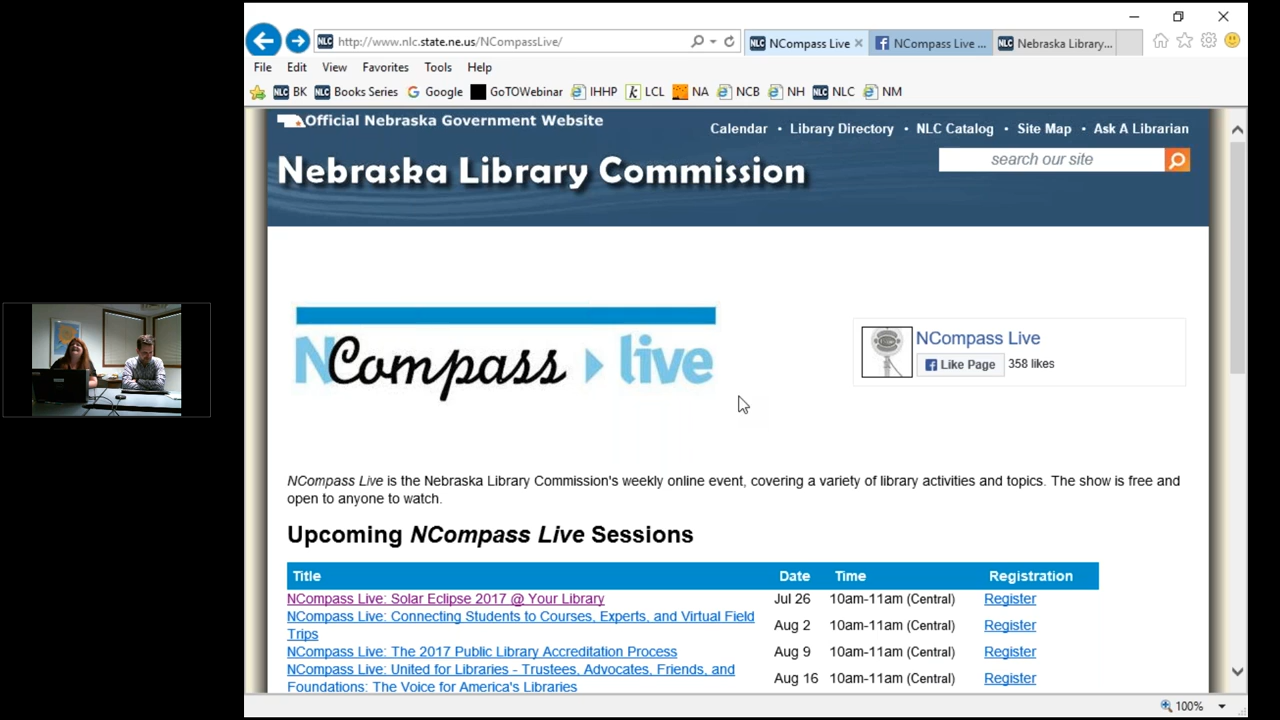 http://www.nlc.state.ne.us/NCompassLive/
NCompass Live
NCompass Live ...
Nebraska Library...
File Edit View Favorites Tools Help
BK Books Series Google GoTOWebinar IHHP LCL NA NCB NH NLC NM
Official Nebraska Government Website
Calendar • Library Directory • NLC Catalog • Site Map • Ask A Librarian
Nebraska Library Commission
search our site
NCompass live
NCompass Live
Like Page 358 likes
NCompass Live is the Nebraska Library Commission's weekly online event, covering a variety of library activities and topics. The show is free and
open to anyone to watch.
Upcoming NCompass Live Sessions
Title Date Time Registration
NCompass Live: Solar Eclipse 2017 @ Your Library Jul 26 10am-11am (Central) Register
NCompass Live: Connecting Students to Courses, Experts, and Virtual Field
Trips Aug 2 10am-11am (Central) Register
NCompass Live: The 2017 Public Library Accreditation Process Aug 9 10am-11am (Central) Register
NCompass Live: United for Libraries - Trustees, Advocates, Friends, and
Foundations: The Voice for America's Libraries Aug 16 10am-11am (Central) Register
100%